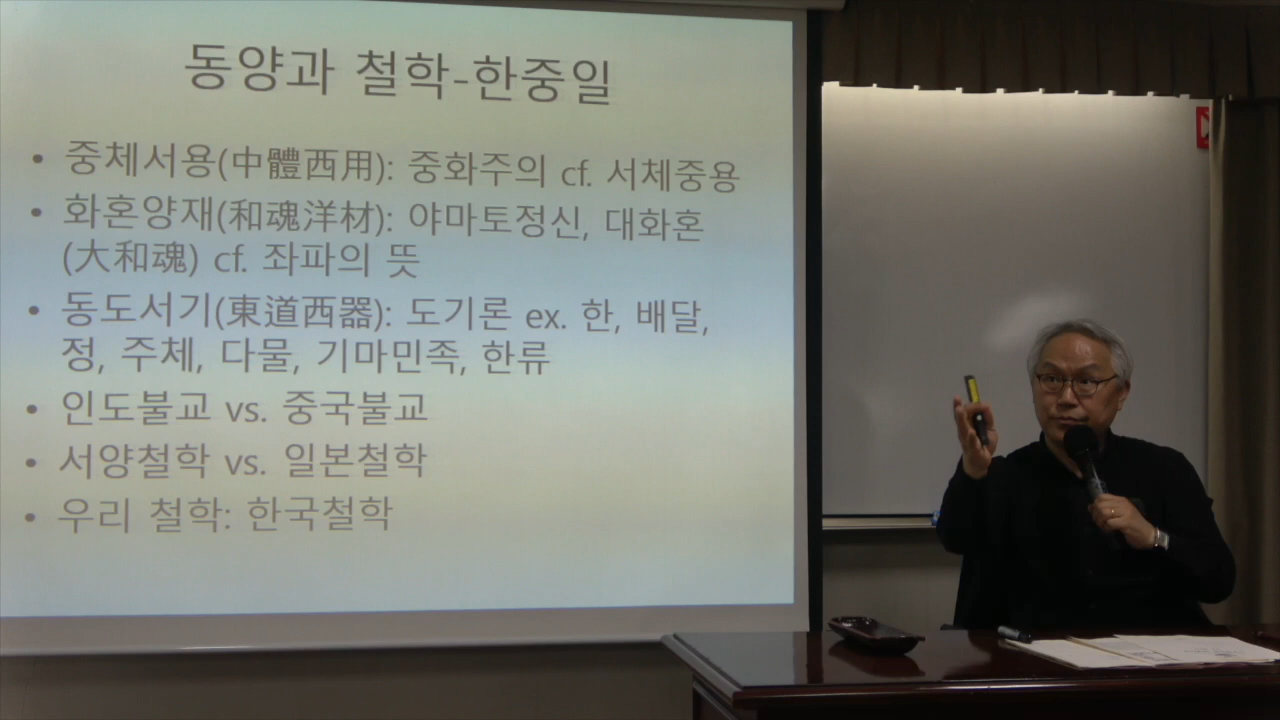 동양과 철학-한중일
• 중체서용(中體西用): 중화주의 cf. 서체중용
• 화혼양재(和魂洋材): 야마토정신, 대화혼
(大和魂) cf. 좌파의 뜻
• 동도서기(東道西器): 도기론 ex. 한, 배달,
정, 주체, 다물, 기마민족, 한류
• 인도불교 vs. 중국불교
• 서양철학 vs. 일본철학
• 우리 철학: 한국철학